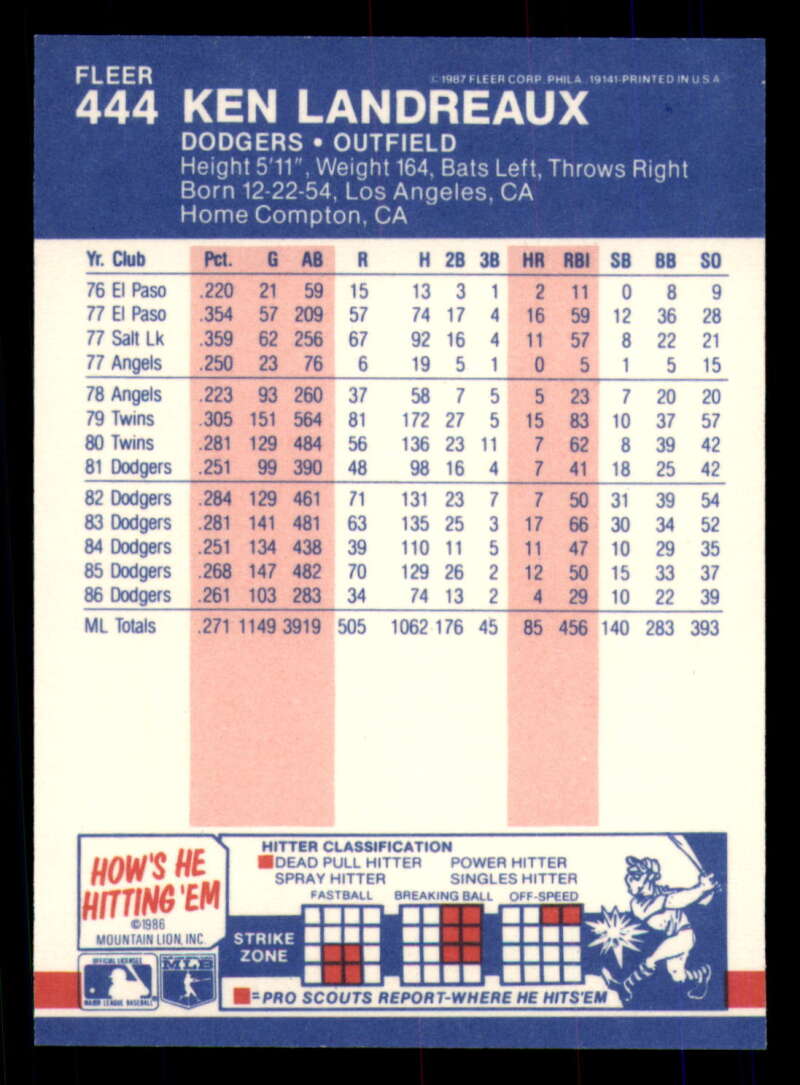 FLEER
© 1987 FLEER CORP. PHILA. 19141-PRINTED IN U S A
444 KEN LANDREAUX
DODGERS • OUTFIELD
Height 5'11", Weight 164, Bats Left, Throws Right
Born 12-22-54, Los Angeles, CA
Home Compton, CA
Yr. Club Pct. G AB R H 2B 3B HR RBI SB BB SO
76 El Paso .220 21 59 15 13 3 1 2 11 0 8 9
77 El Paso .354 57 209 57 74 17 4 16 59 12 36 28
77 Salt Lk .359 62 256 67 92 16 4 11 57 8 22 21
77 Angels .250 23 76 6 19 5 1 0 5 1 5 15
78 Angels .223 93 260 37 58 7 5 5 23 7 20 20
79 Twins .305 151 564 81 172 27 5 15 83 10 37 57
80 Twins .281 129 484 56 136 23 11 7 62 8 39 42
81 Dodgers .251 99 390 48 98 16 4 7 41 18 25 42
82 Dodgers .284 129 461 71 131 23 7 7 50 31 39 54
83 Dodgers .281 141 481 63 135 25 3 17 66 30 34 52
84 Dodgers .251 134 438 39 110 11 5 11 47 10 29 35
85 Dodgers .268 147 482 70 129 26 2 12 50 15 33 37
86 Dodgers .261 103 283 34 74 13 2 4 29 10 22 39
ML Totals .271 1149 3919 505 1062 176 45 85 456 140 283 393
HOW'S HE
HITTING 'EM
©1986
MOUNTAIN LION, INC.
OFFICIAL LICENSEE
MAJOR LEAGUE BASEBALL
MLB
HITTER CLASSIFICATION
DEAD PULL HITTER POWER HITTER
SPRAY HITTER SINGLES HITTER
FASTBALL BREAKING BALL OFF-SPEED
STRIKE
ZONE
=PRO SCOUTS REPORT-WHERE HE HITS'EM